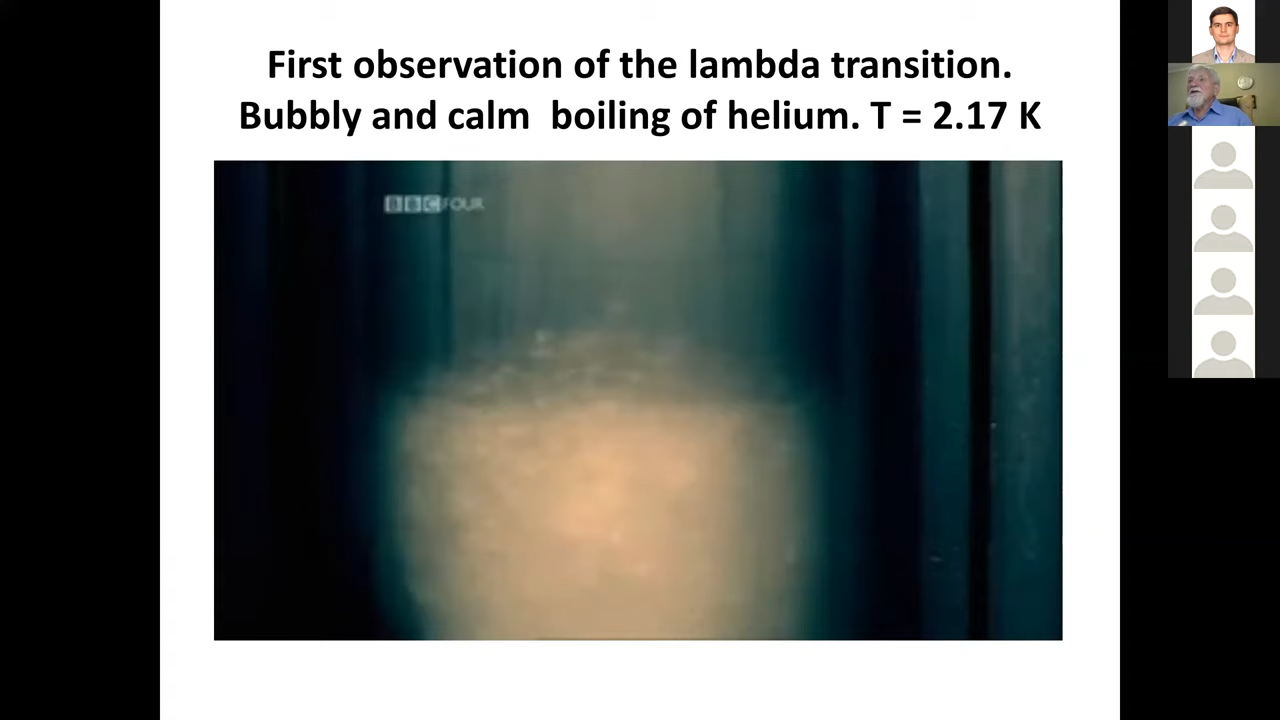 First observation of the lambda transition.
Bubbly and calm  boiling of helium. T = 2.17 K
BBC FOUR